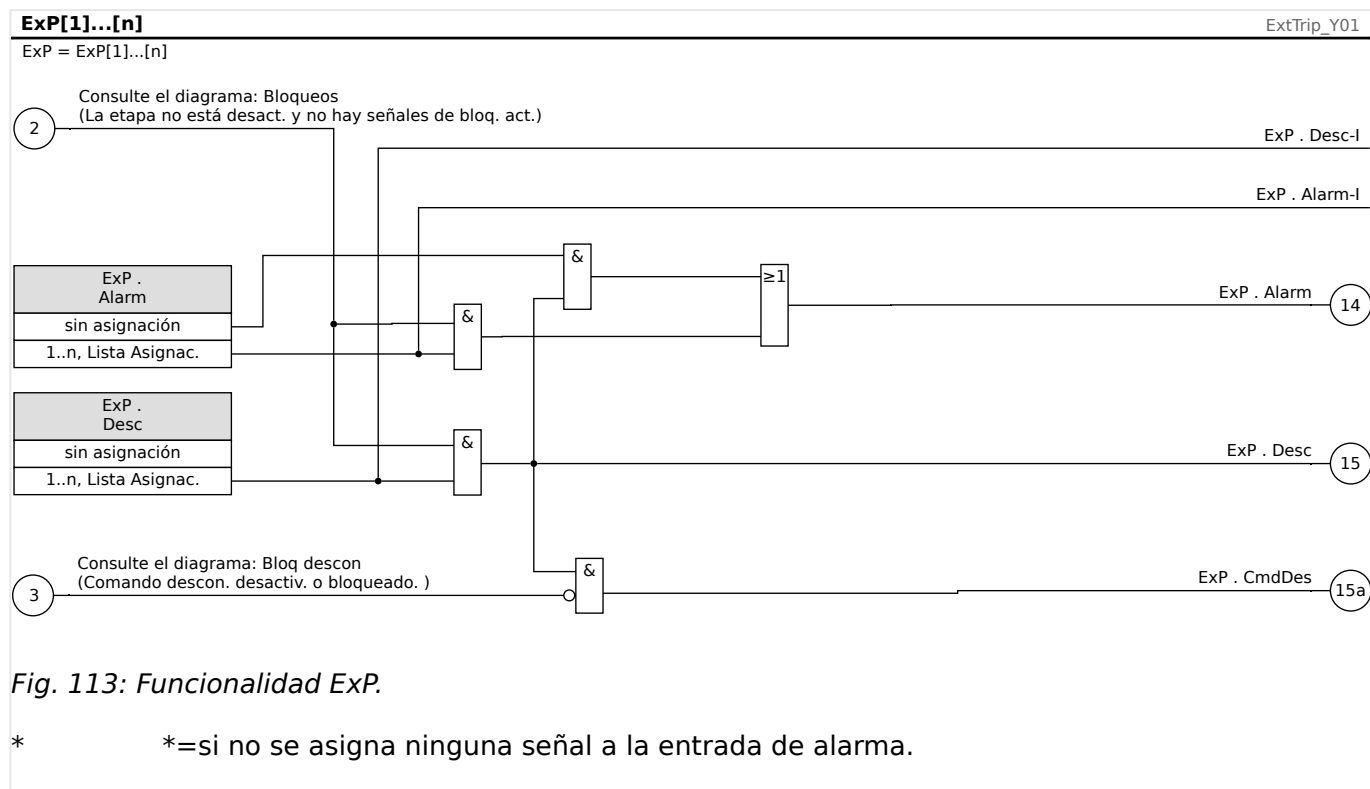 ExP[1]...[n]
ExtTrip_Y01
ExP = ExP[1]...[n]
Consulte el diagrama: Bloqueos
(La etapa no está desact. y no hay señales de bloq. act.)
2
ExP . Desc-I
ExP . Alarm-I
&
≥1
ExP .
Alarm
sin asignación
1..n, Lista Asignac.
&
ExP . Alarm
14
ExP .
Desc
sin asignación
1..n, Lista Asignac.
&
ExP . Desc
15
Consulte el diagrama: Bloq descon
(Comando descon. desactiv. o bloqueado. )
3
&
ExP . CmdDes
15a
Fig. 113: Funcionalidad ExP.
* *=si no se asigna ninguna señal a la entrada de alarma.